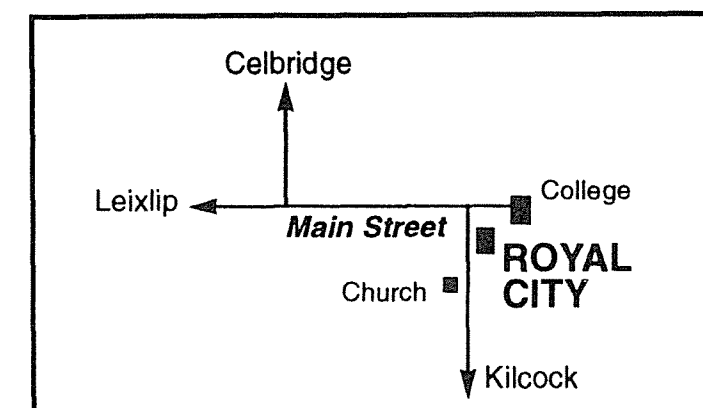 Celbridge
Leixlip
College
Main Street
ROYAL
CITY
Church
Kilcock